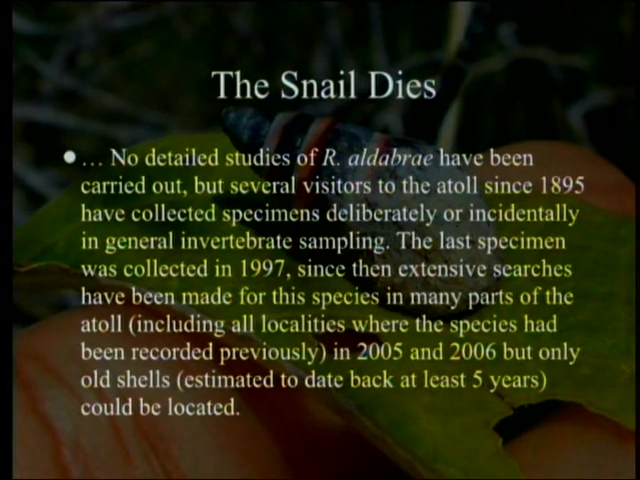 The Snail Dies
• … No detailed studies of R. aldabrae have been
carried out, but several visitors to the atoll since 1895
have collected specimens deliberately or incidentally
in general invertebrate sampling. The last specimen
was collected in 1997, since then extensive searches
have been made for this species in many parts of the
atoll (including all localities where the species had
been recorded previously) in 2005 and 2006 but only
old shells (estimated to date back at least 5 years)
could be located.